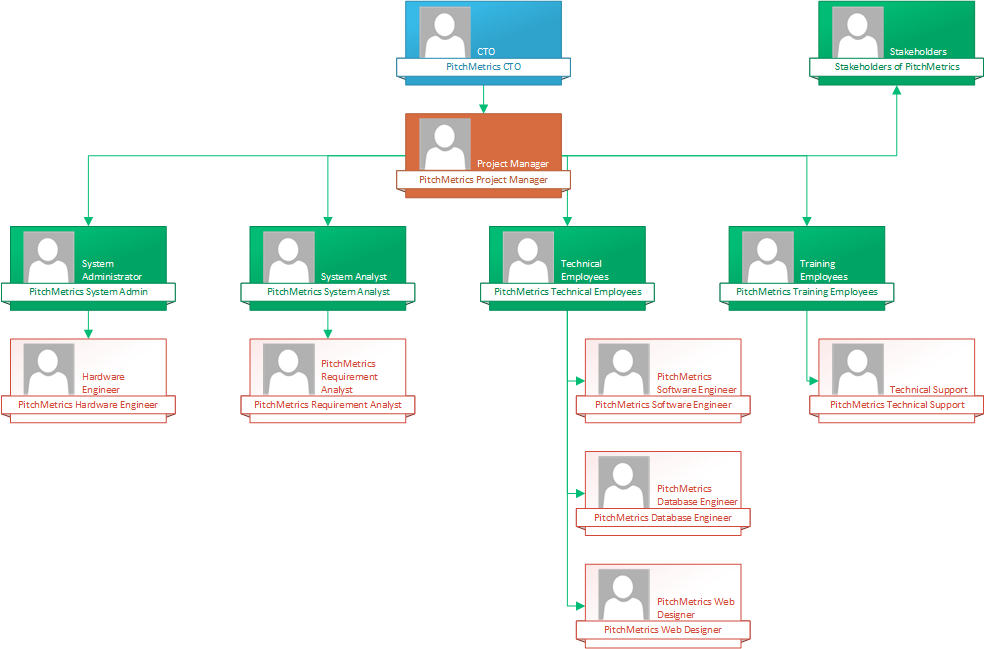 CTO
PitchMetrics CTO
Stakeholders
Stakeholders of PitchMetrics
Project Manager
PitchMetrics Project Manager
System
Administrator
PitchMetrics System Admin
System Analyst
PitchMetrics System Analyst
Technical
Employees
PitchMetrics Technical Employees
Training
Employees
PitchMetrics Training Employees
Hardware
Engineer
PitchMetrics Hardware Engineer
PitchMetrics
Requirement
Analyst
PitchMetrics Requirement Analyst
PitchMetrics
Software Engineer
PitchMetrics Software Engineer
Technical Support
PitchMetrics Technical Support
PitchMetrics
Database Engineer
PitchMetrics Database Engineer
PitchMetrics Web
Designer
PitchMetrics Web Designer